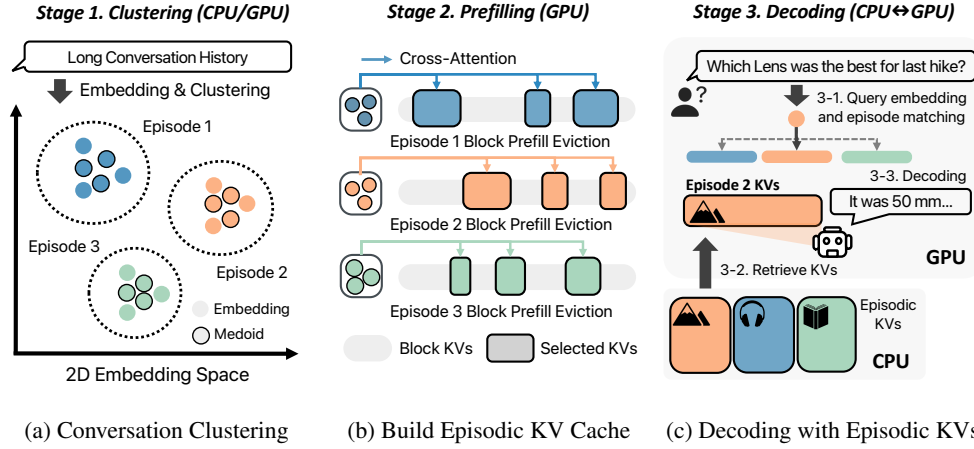 Stage 1. Clustering (CPU/GPU)
Long Conversation History
Embedding & Clustering
Episode 1
Episode 3
Episode 2
Embedding
Medoid
2D Embedding Space
(a) Conversation Clustering
Stage 2. Prefilling (GPU)
Cross-Attention
Episode 1 Block Prefill Eviction
Episode 2 Block Prefill Eviction
Episode 3 Block Prefill Eviction
Block KVs
Selected KVs
(b) Build Episodic KV Cache
Stage 3. Decoding (CPU↔GPU)
Which Lens was the best for last hike?
?
3-1. Query embedding
and episode matching
3-3. Decoding
Episode 2 KVs
It was 50 mm...
GPU
3-2. Retrieve KVs
Episodic
KVs
CPU
(c) Decoding with Episodic KVs